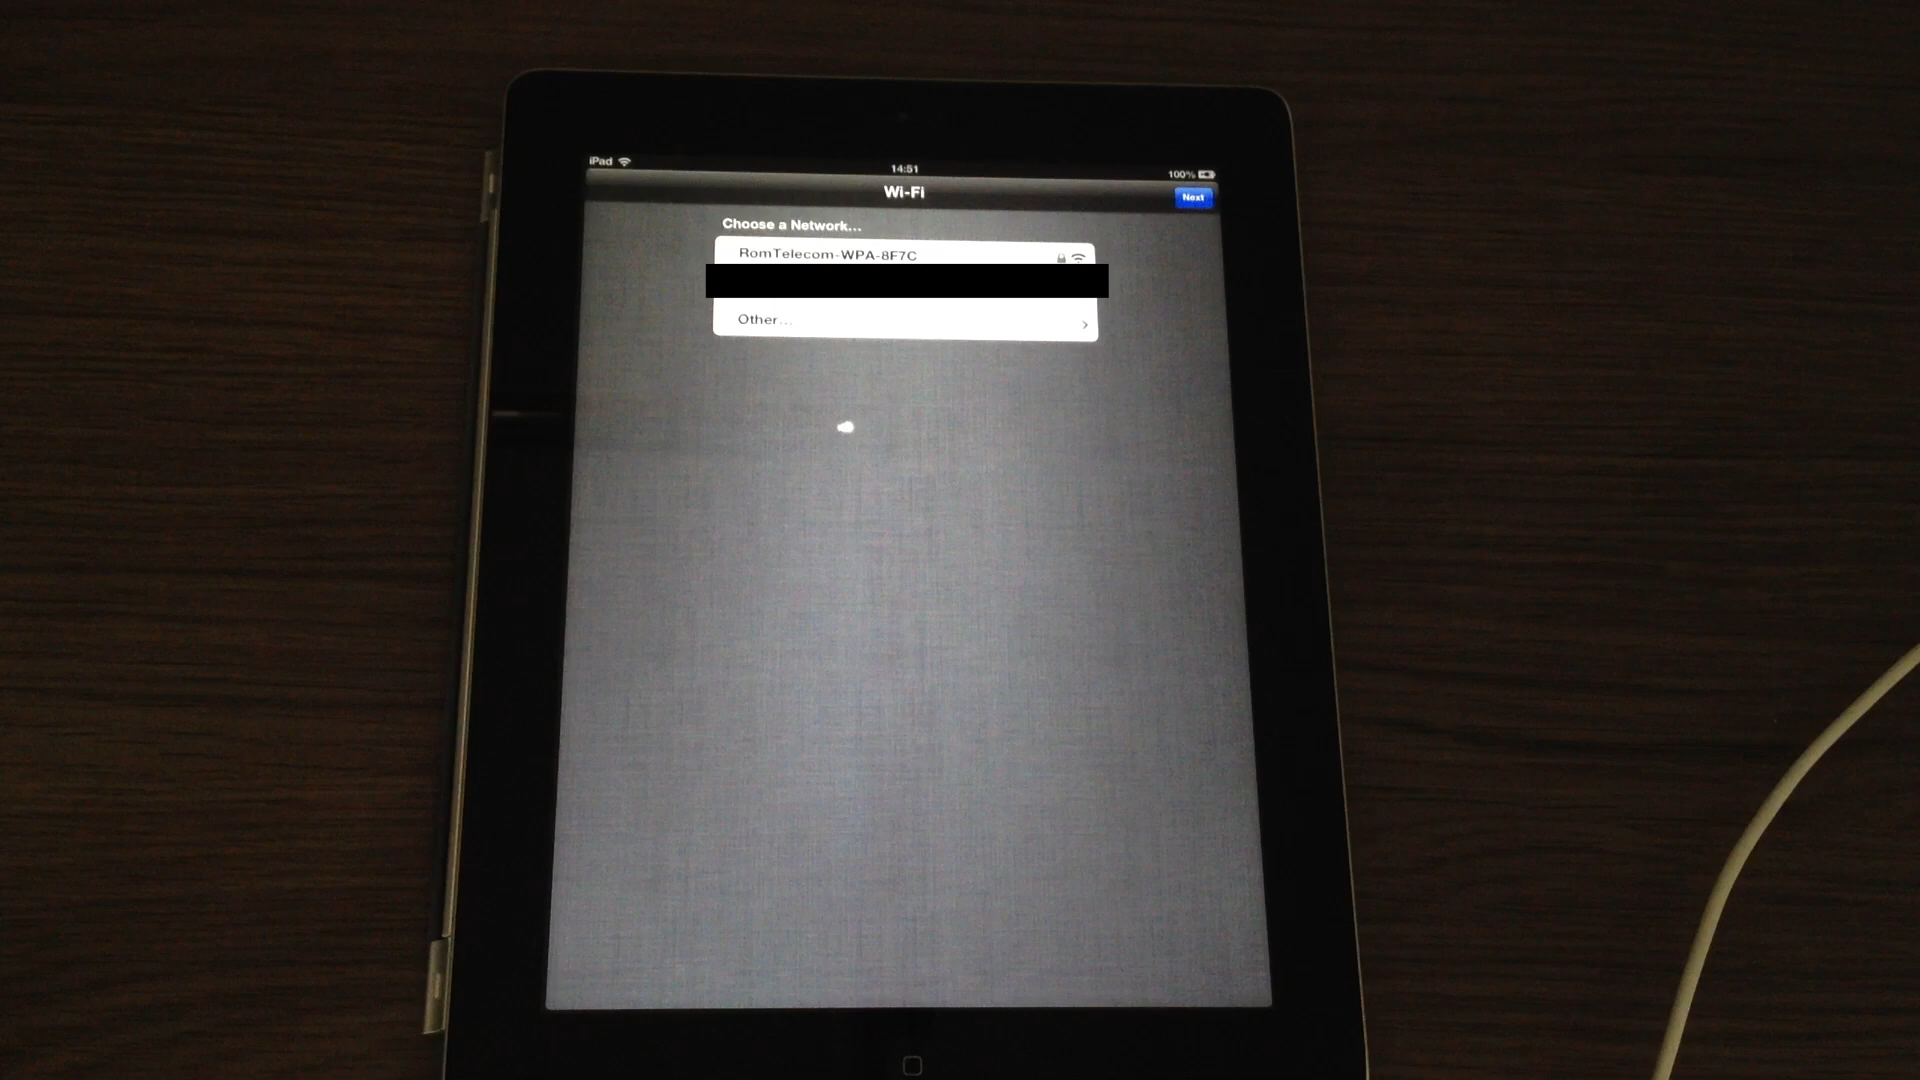 iPad
14:51
100%
Wi-Fi
Next
Choose a Network...
RomTelecom-WPA-8F7C
Other...